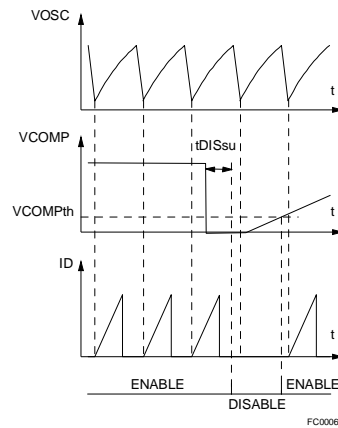 VOSC
t
VCOMP
tDISsu
VCOMPth
t
ID
t
ENABLE
ENABLE
DISABLE
FC0006